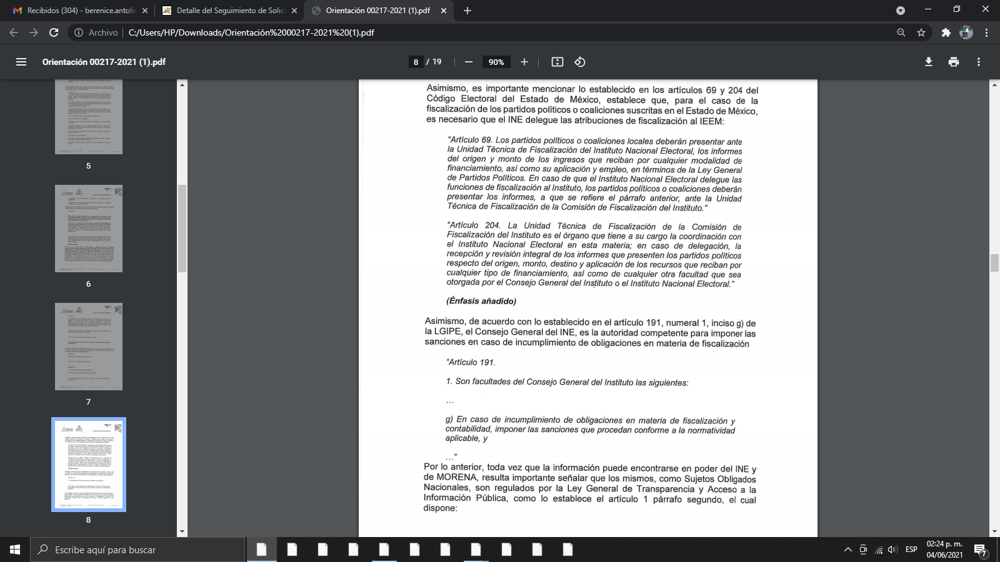 Recibidos (304) - berenice.antolin
Detalle del Seguimiento de Solici
Orientación 00217-2021 (1).pdf
Archivo
C:/Users/HP/Downloads/Orientación%2000217-2021%20(1).pdf
Orientación 00217-2021 (1).pdf
8 / 19
90%
5
6
7
8
Asimismo, es importante mencionar lo establecido en los artículos 69 y 204 del
Código Electoral del Estado de México, establece que, para el caso de la
fiscalización de los partidos políticos o coaliciones suscritas en el Estado de México,
es necesario que el INE delegue las atribuciones de fiscalización al IEEM:
“Artículo 69. Los partidos políticos o coaliciones locales deberán presentar ante
la Unidad Técnica de Fiscalización del Instituto Nacional Electoral, los informes
del origen y monto de los ingresos que reciban por cualquier modalidad de
financiamiento, así como su aplicación y empleo, en términos de la Ley General
de Partidos Políticos. En caso de que el Instituto Nacional Electoral delegue las
funciones de fiscalización al Instituto, los partidos políticos o coaliciones deberán
presentar los informes, a que se refiere el párrafo anterior, ante la Unidad
Técnica de Fiscalización de la Comisión de Fiscalización del Instituto.”
“Artículo 204. La Unidad Técnica de Fiscalización de la Comisión de
Fiscalización del Instituto es el órgano que tiene a su cargo la coordinación con
el Instituto Nacional Electoral en esta materia; en caso de delegación, la
recepción y revisión integral de los informes que presenten los partidos políticos
respecto del origen, monto, destino y aplicación de los recursos que reciban por
cualquier tipo de financiamiento, así como de cualquier otra facultad que sea
otorgada por el Consejo General del Instituto o el Instituto Nacional Electoral.”
(Énfasis añadido)
Asimismo, de acuerdo con lo establecido en el artículo 191, numeral 1, inciso g) de
la LGIPE, el Consejo General del INE, es la autoridad competente para imponer las
sanciones en caso de incumplimiento de obligaciones en materia de fiscalización
“Artículo 191.
1. Son facultades del Consejo General del Instituto las siguientes:
…
g) En caso de incumplimiento de obligaciones en materia de fiscalización y
contabilidad, imponer las sanciones que procedan conforme a la normatividad
aplicable, y
…”
Por lo anterior, toda vez que la información puede encontrarse en poder del INE y
de MORENA, resulta importante señalar que los mismos, como Sujetos Obligados
Nacionales, son regulados por la Ley General de Transparencia y Acceso a la
Información Pública, como lo establece el artículo 1 párrafo segundo, el cual
dispone:
Escribe aquí para buscar
ESP
02:24 p. m.
04/06/2021
7